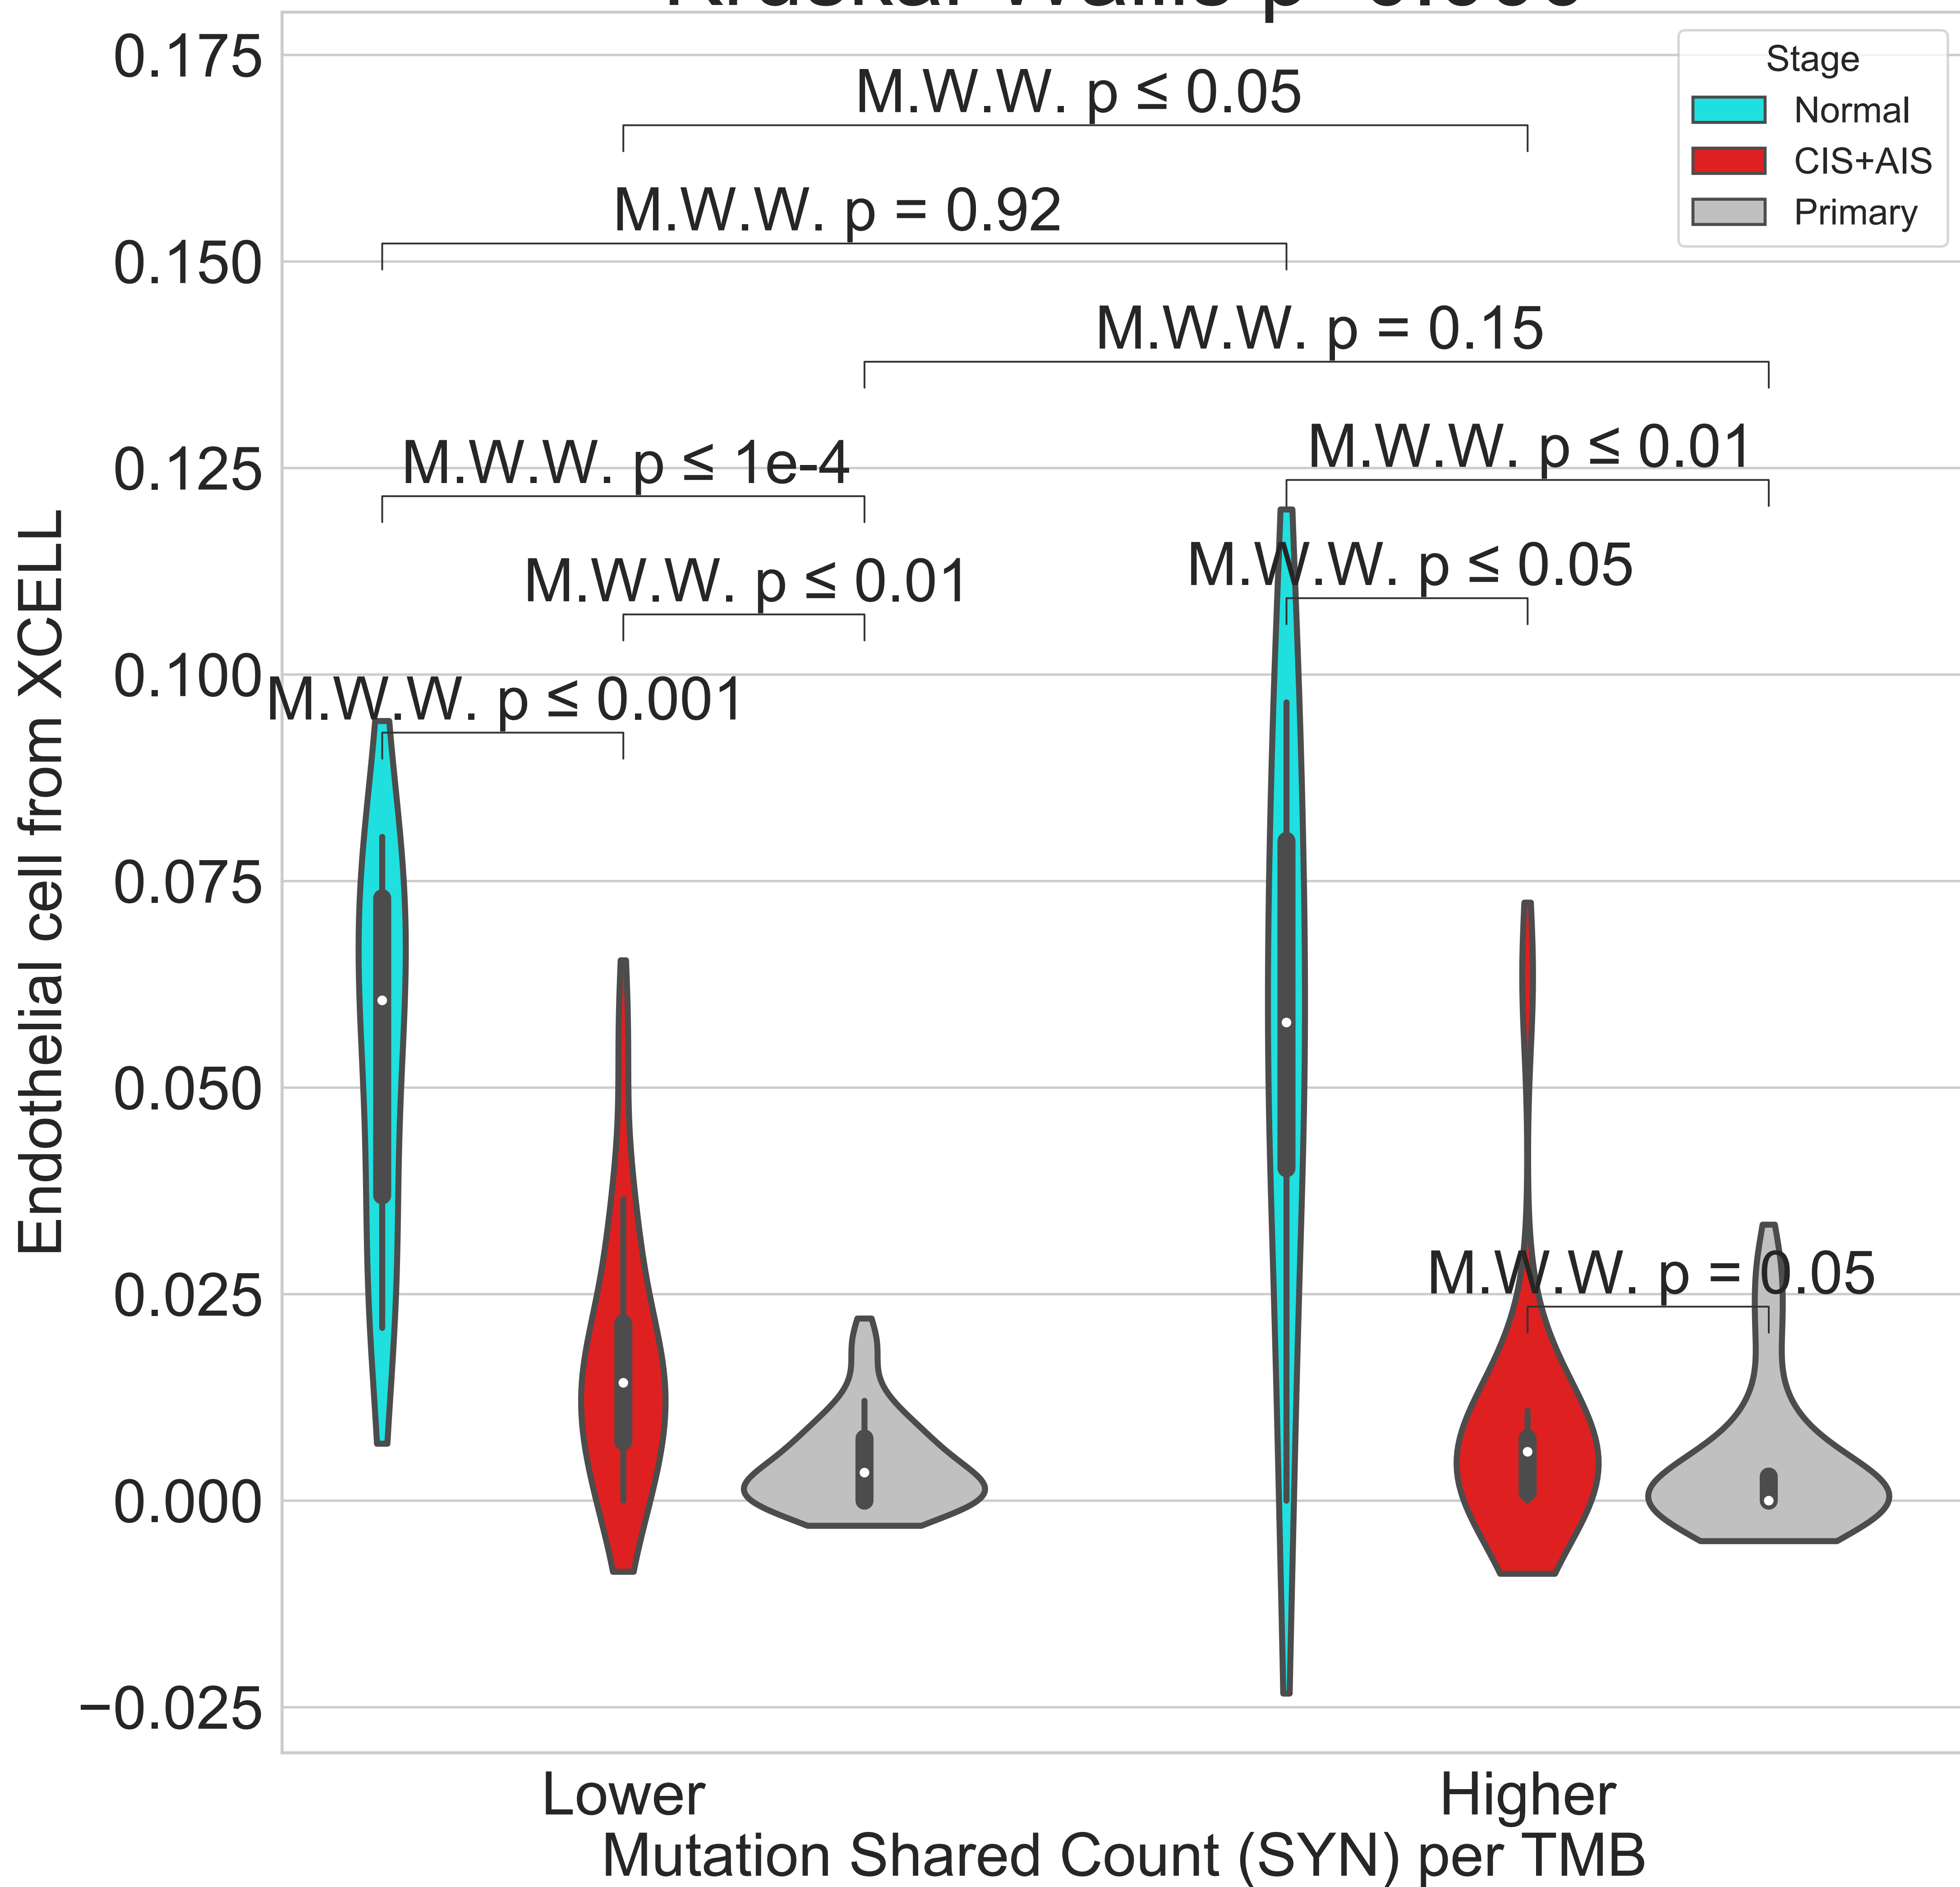 0.175
0.150
0.125
0.100
0.075
0.050
0.025
0.000
−0.025
Endothelial cell from XCELL
Stage
Normal
CIS+AIS
Primary
M.W.W. p ≤ 0.05
M.W.W. p = 0.92
M.W.W. p = 0.15
M.W.W. p ≤ 1e-4
M.W.W. p ≤ 0.01
M.W.W. p ≤ 0.01
M.W.W. p ≤ 0.05
M.W.W. p ≤ 0.001
M.W.W. p = 0.05
Lower
Higher
Mutation Shared Count (SYN) per TMB